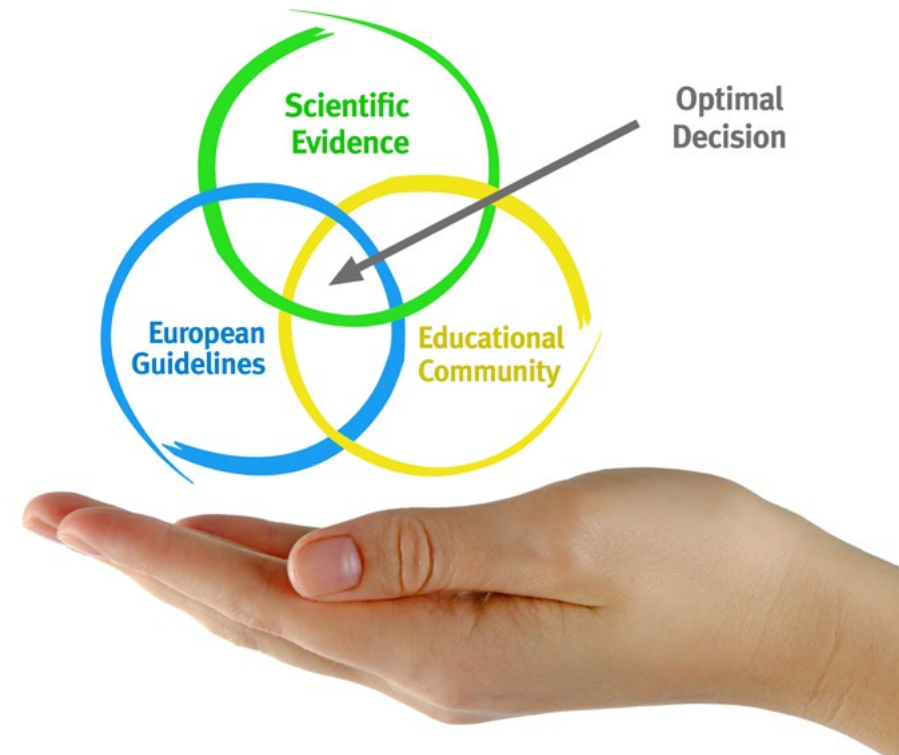 Scientific
Evidence
Optimal
Decision
European
Guidelines
Educational
Community